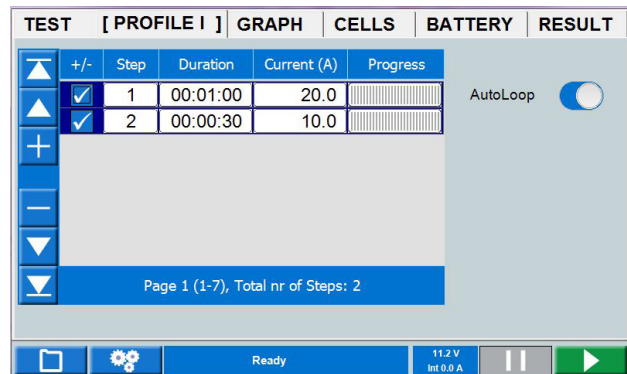 TEST [ PROFILE I ] GRAPH CELLS BATTERY RESULT
+/- Step Duration Current (A) Progress
1 00:01:00 20.0
AutoLoop
2 00:00:30 10.0
Page 1 (1-7), Total nr of Steps: 2
Ready
11.2 V
Int 0.0 A